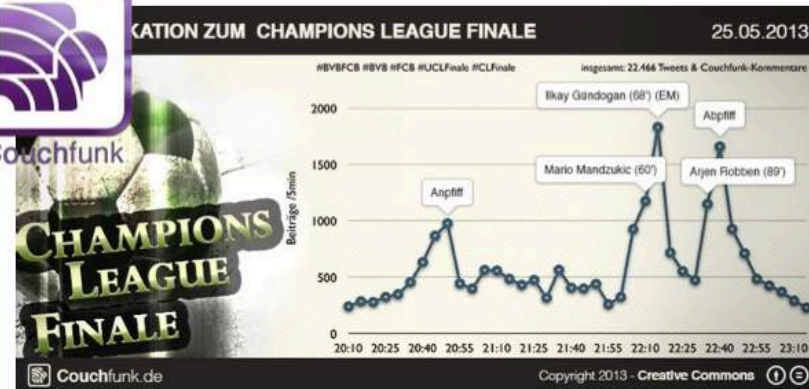 KATION ZUM CHAMPIONS LEAGUE FINALE
25.05.2013
#BVBFCB #BVB #FCB #UCLFinale #CLFinale
insgesamt: 22.466 Tweets & Couchfunk-Kommentare
Couchfunk
CHAMPIONS
LEAGUE
FINALE
Beiträge /5min
2000
1500
1000
500
0
Ilkay Gündogan (68') (EM)
Abpfiff
Mario Mandzukic (60')
Arjen Robben (89')
Anpfiff
20:10 20:25 20:40 20:55 21:10 21:25 21:40 21:55 22:10 22:25 22:40 22:55 23:10
Couchfunk.de
Copyright 2013 - Creative Commons